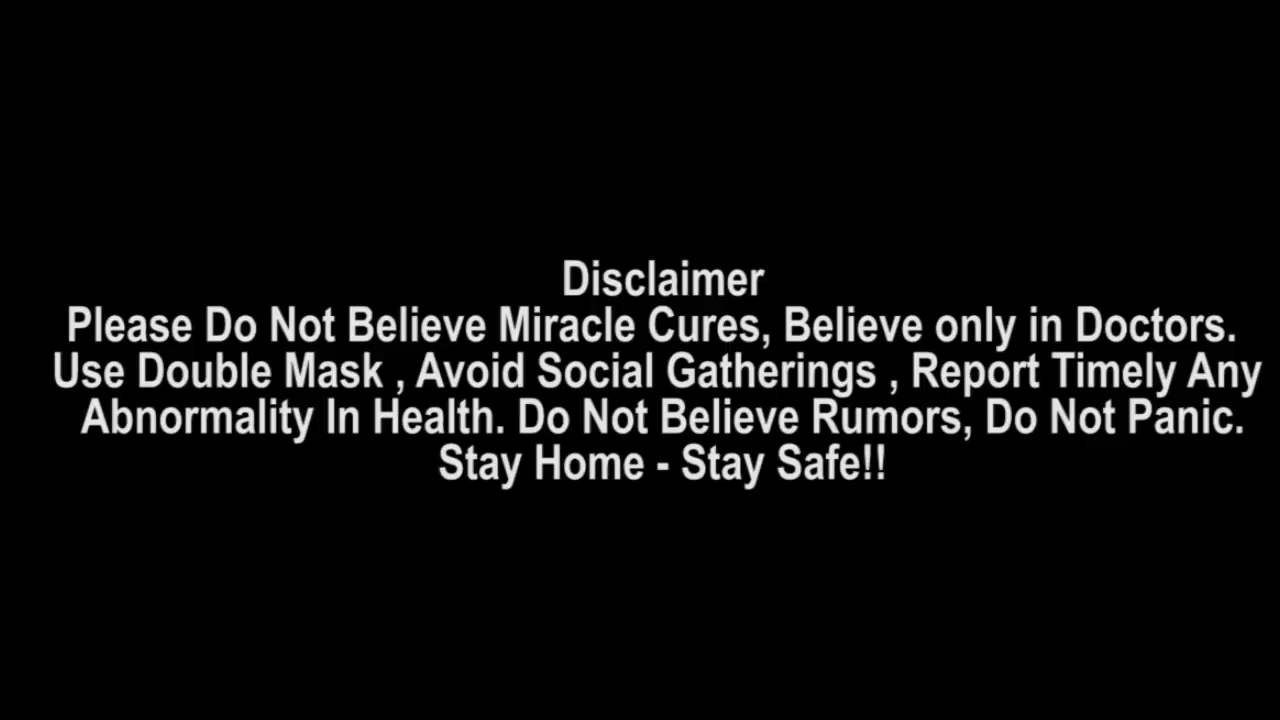 Disclaimer
Please Do Not Believe Miracle Cures, Believe only in Doctors.
Use Double Mask , Avoid Social Gatherings , Report Timely Any
Abnormality In Health. Do Not Believe Rumors, Do Not Panic.
Stay Home - Stay Safe!!